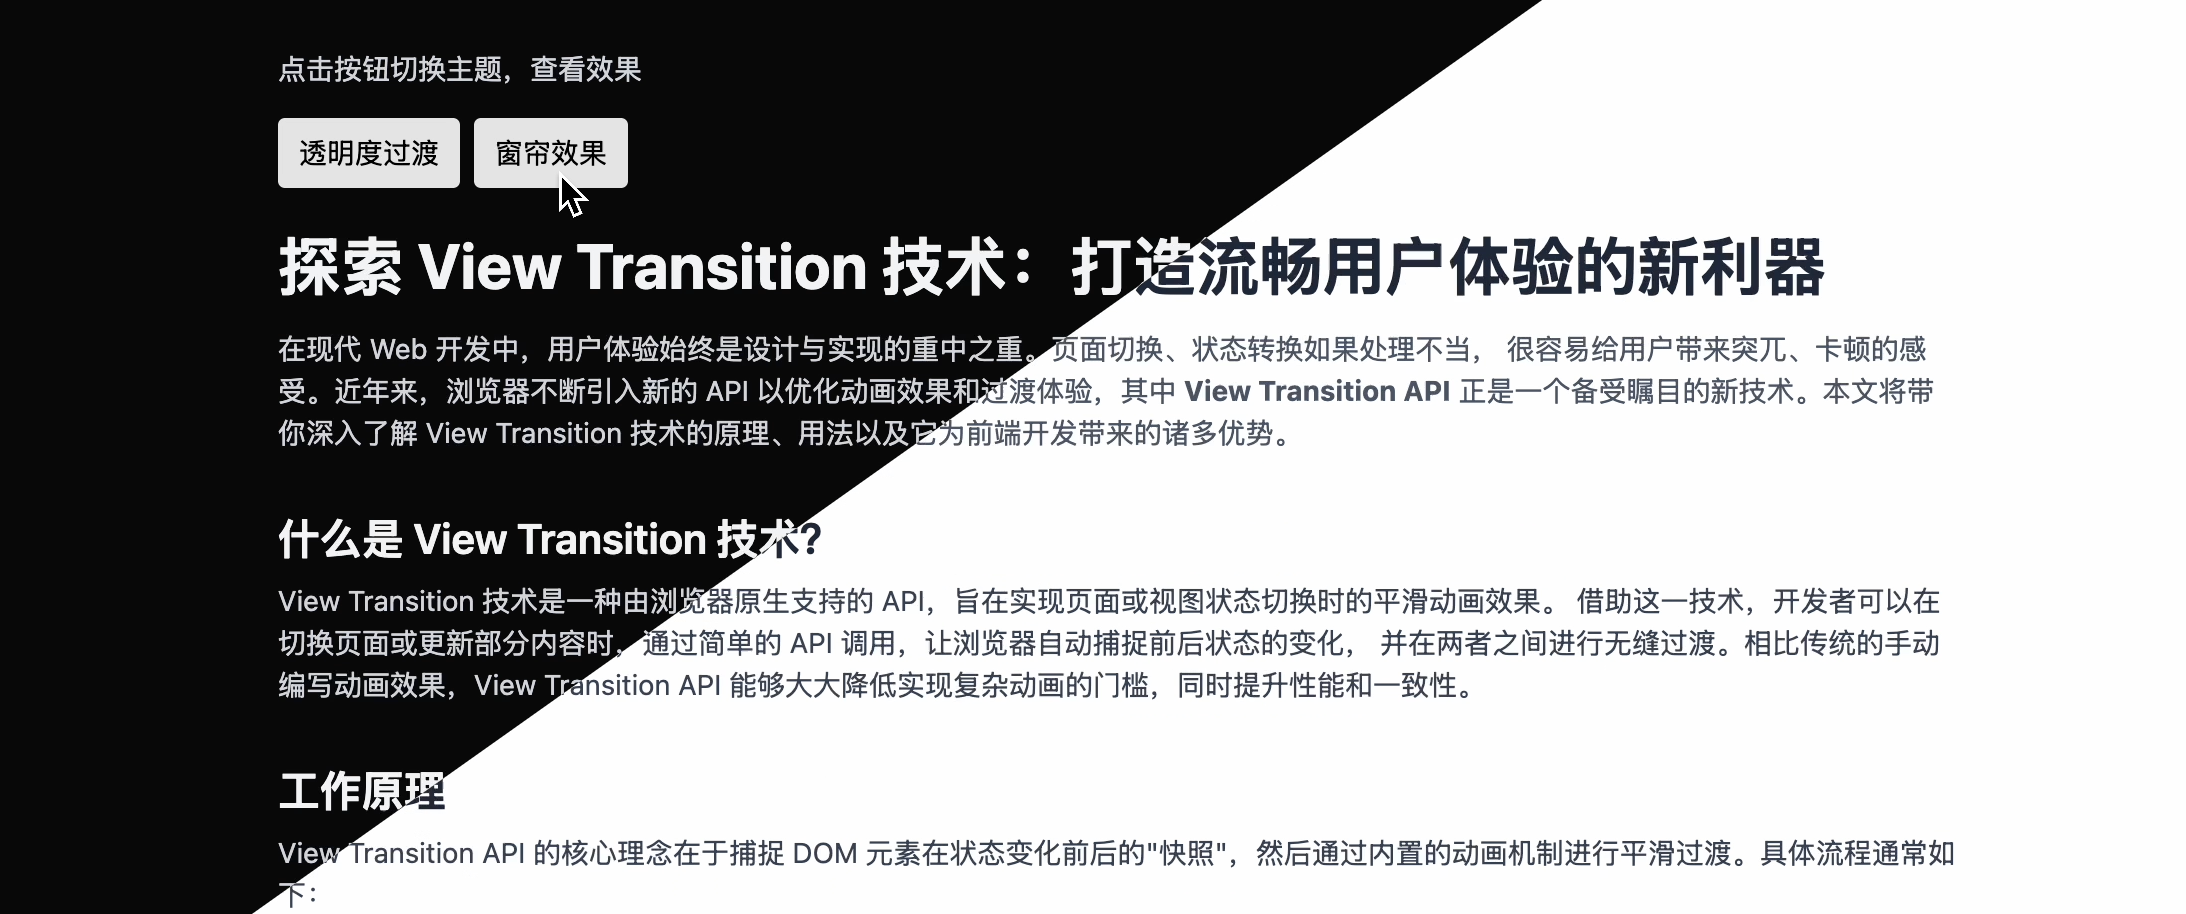 点击按钮切换主题，查看效果
透明度过渡 窗帘效果
探索 View Transition 技术：打造流畅用户体验的新利器
在现代 Web 开发中，用户体验始终是设计与实现的重中之重。页面切换、状态转换如果处理不当， 很容易给用户带来突兀、卡顿的感
受。近年来，浏览器不断引入新的 API 以优化动画效果和过渡体验，其中 View Transition API 正是一个备受瞩目的新技术。本文将带
你深入了解 View Transition 技术的原理、用法以及它为前端开发带来的诸多优势。
什么是 View Transition 技术?
View Transition 技术是一种由浏览器原生支持的 API，旨在实现页面或视图状态切换时的平滑动画效果。 借助这一技术，开发者可以在
切换页面或更新部分内容时，通过简单的 API 调用，让浏览器自动捕捉前后状态的变化， 并在两者之间进行无缝过渡。相比传统的手动
编写动画效果，View Transition API 能够大大降低实现复杂动画的门槛，同时提升性能和一致性。
工作原理
View Transition API 的核心理念在于捕捉 DOM 元素在状态变化前后的"快照"，然后通过内置的动画机制进行平滑过渡。具体流程通常如
下：